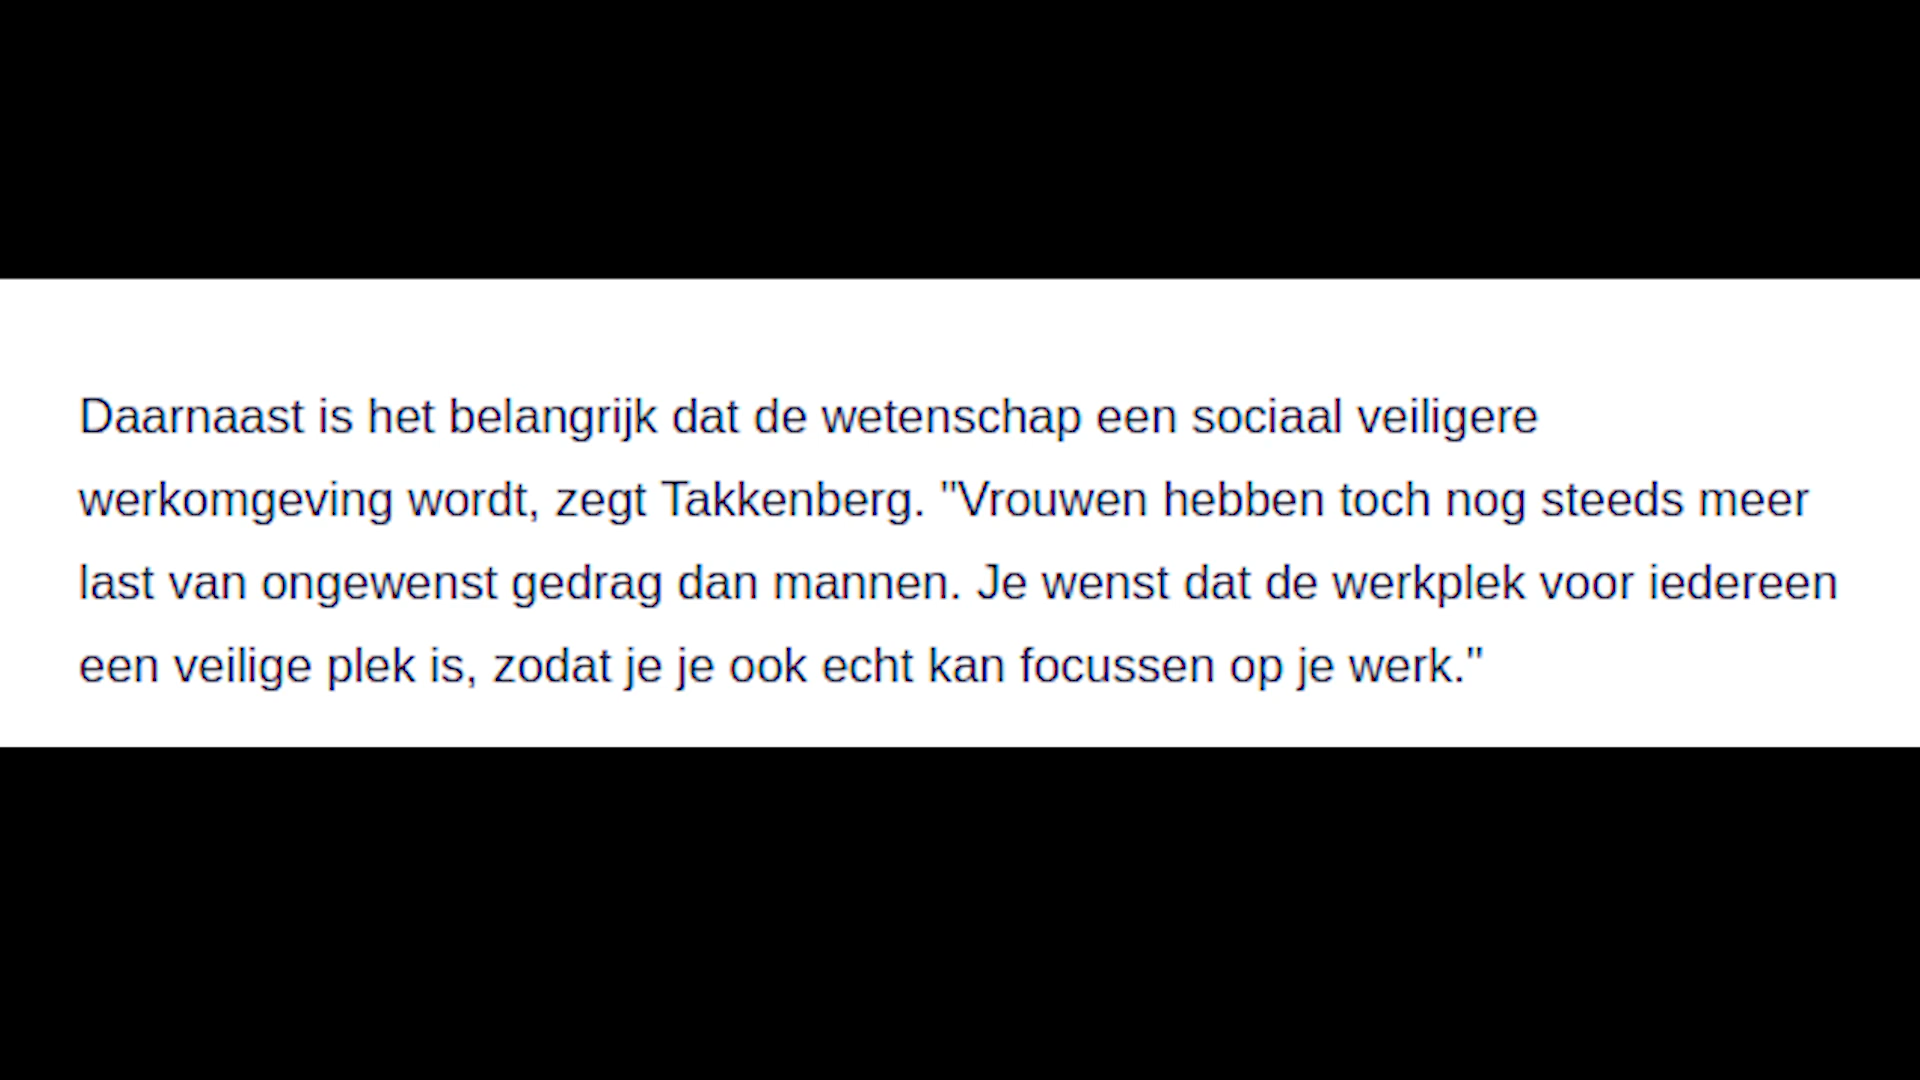 Daarnaast is het belangrijk dat de wetenschap een sociaal veiligere
werkomgeving wordt, zegt Takkenberg. "Vrouwen hebben toch nog steeds meer
last van ongewenst gedrag dan mannen. Je wenst dat de werkplek voor iedereen
een veilige plek is, zodat je je ook echt kan focussen op je werk."